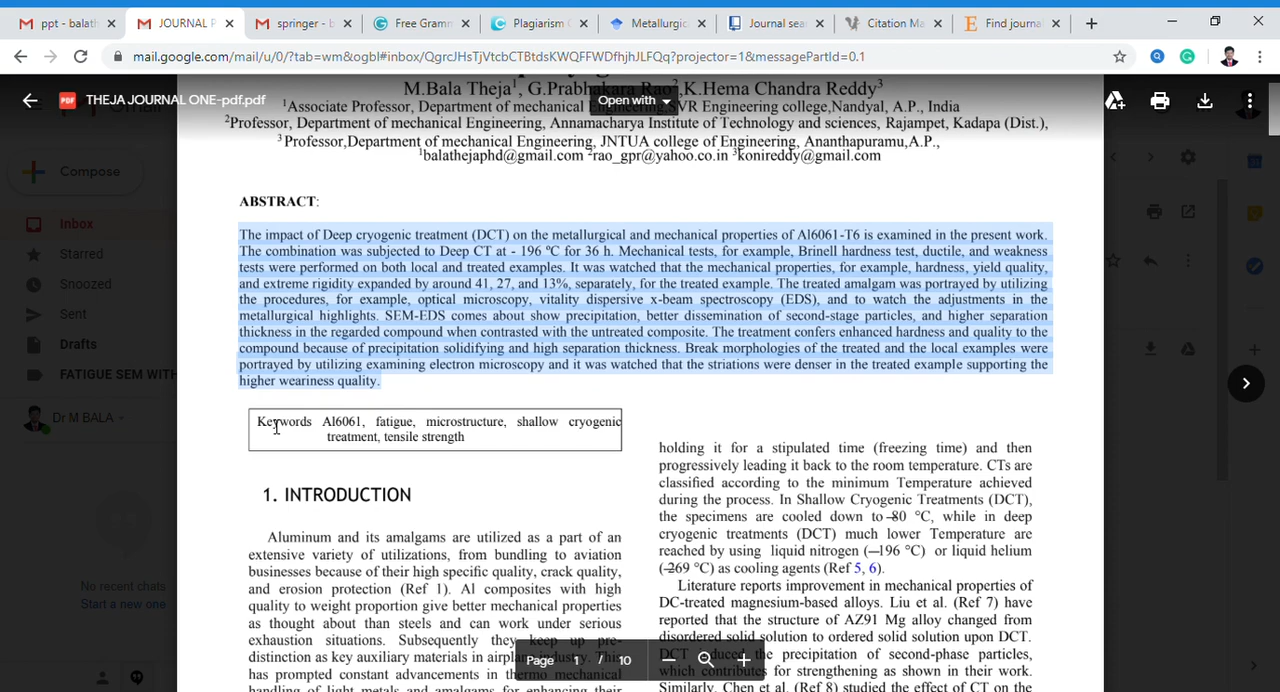 ppt - balath
JOURNAL P
springer - b
Free Gramm
Plagiarism C
Metallurgic
Journal sea
Citation Ma
Find journa
mail.google.com/mail/u/0/?tab=wm&ogbl#inbox/QgrcJHsTjVtcbCTBtdsKWQFFWDfhjhJLFQq?projector=1&messagePartId=0.1
THEJA JOURNAL ONE-pdf.pdf
Open with
M.Bala Theja1, G.Prabhakara Rao2,K.Hema Chandra Reddy3
1Associate Professor, Department of mechanical Engineering,SVR Engineering college,Nandyal, A.P., India
2Professor, Department of mechanical Engineering, Annamacharya Institute of Technology and sciences, Rajampet, Kadapa (Dist.),
3 Professor,Department of mechanical Engineering, JNTUA college of Engineering, Ananthapuramu,A.P.,
1balathejaphd@gmail.com 2rao_gpr@yahoo.co.in 3konireddy@gmail.com
Compose
Inbox
Starred
Snoozed
Sent
Drafts
FATIGUE SEM WITH
Dr M BALA
No recent chats
Start a new one
ABSTRACT:
The impact of Deep cryogenic treatment (DCT) on the metallurgical and mechanical properties of Al6061-T6 is examined in the present work.
The combination was subjected to Deep CT at - 196 ºC for 36 h. Mechanical tests, for example, Brinell hardness test, ductile, and weakness
tests were performed on both local and treated examples. It was watched that the mechanical properties, for example, hardness, yield quality,
and extreme rigidity expanded by around 41, 27, and 13%, separately, for the treated example. The treated amalgam was portrayed by utilizing
the procedures, for example, optical microscopy, vitality dispersive x-beam spectroscopy (EDS), and to watch the adjustments in the
metallurgical highlights. SEM-EDS comes about show precipitation, better dissemination of second-stage particles, and higher separation
thickness in the regarded compound when contrasted with the untreated composite. The treatment confers enhanced hardness and quality to the
compound because of precipitation solidifying and high separation thickness. Break morphologies of the treated and the local examples were
portrayed by utilizing examining electron microscopy and it was watched that the striations were denser in the treated example supporting the
higher weariness quality.
Keywords Al6061, fatigue, microstructure, shallow cryogenic
treatment, tensile strength
1. INTRODUCTION
Aluminum and its amalgams are utilized as a part of an
extensive variety of utilizations, from bundling to aviation
businesses because of their high specific quality, crack quality,
and erosion protection (Ref 1). Al composites with high
quality to weight proportion give better mechanical properties
as thought about than steels and can work under serious
exhaustion situations. Subsequently they keep up pre-
distinction as key auxiliary materials in airplane industry. This
has prompted constant advancements in thermo mechanical
handling of light metals and amalgams for enhancing their
holding it for a stipulated time (freezing time) and then
progressively leading it back to the room temperature. CTs are
classified according to the minimum Temperature achieved
during the process. In Shallow Cryogenic Treatments (DCT),
the specimens are cooled down to -80 °C, while in deep
cryogenic treatments (DCT) much lower Temperature are
reached by using liquid nitrogen (-196 °C) or liquid helium
(-269 °C) as cooling agents (Ref 5, 6).
Literature reports improvement in mechanical properties of
DC-treated magnesium-based alloys. Liu et al. (Ref 7) have
reported that the structure of AZ91 Mg alloy changed from
disordered solid solution to ordered solid solution upon DCT.
DCT induced the precipitation of second-phase particles,
which contributes for strengthening as shown in their work.
Similarly, Chen et al. (Ref 8) studied the effect of CT on the
Page 1 / 10